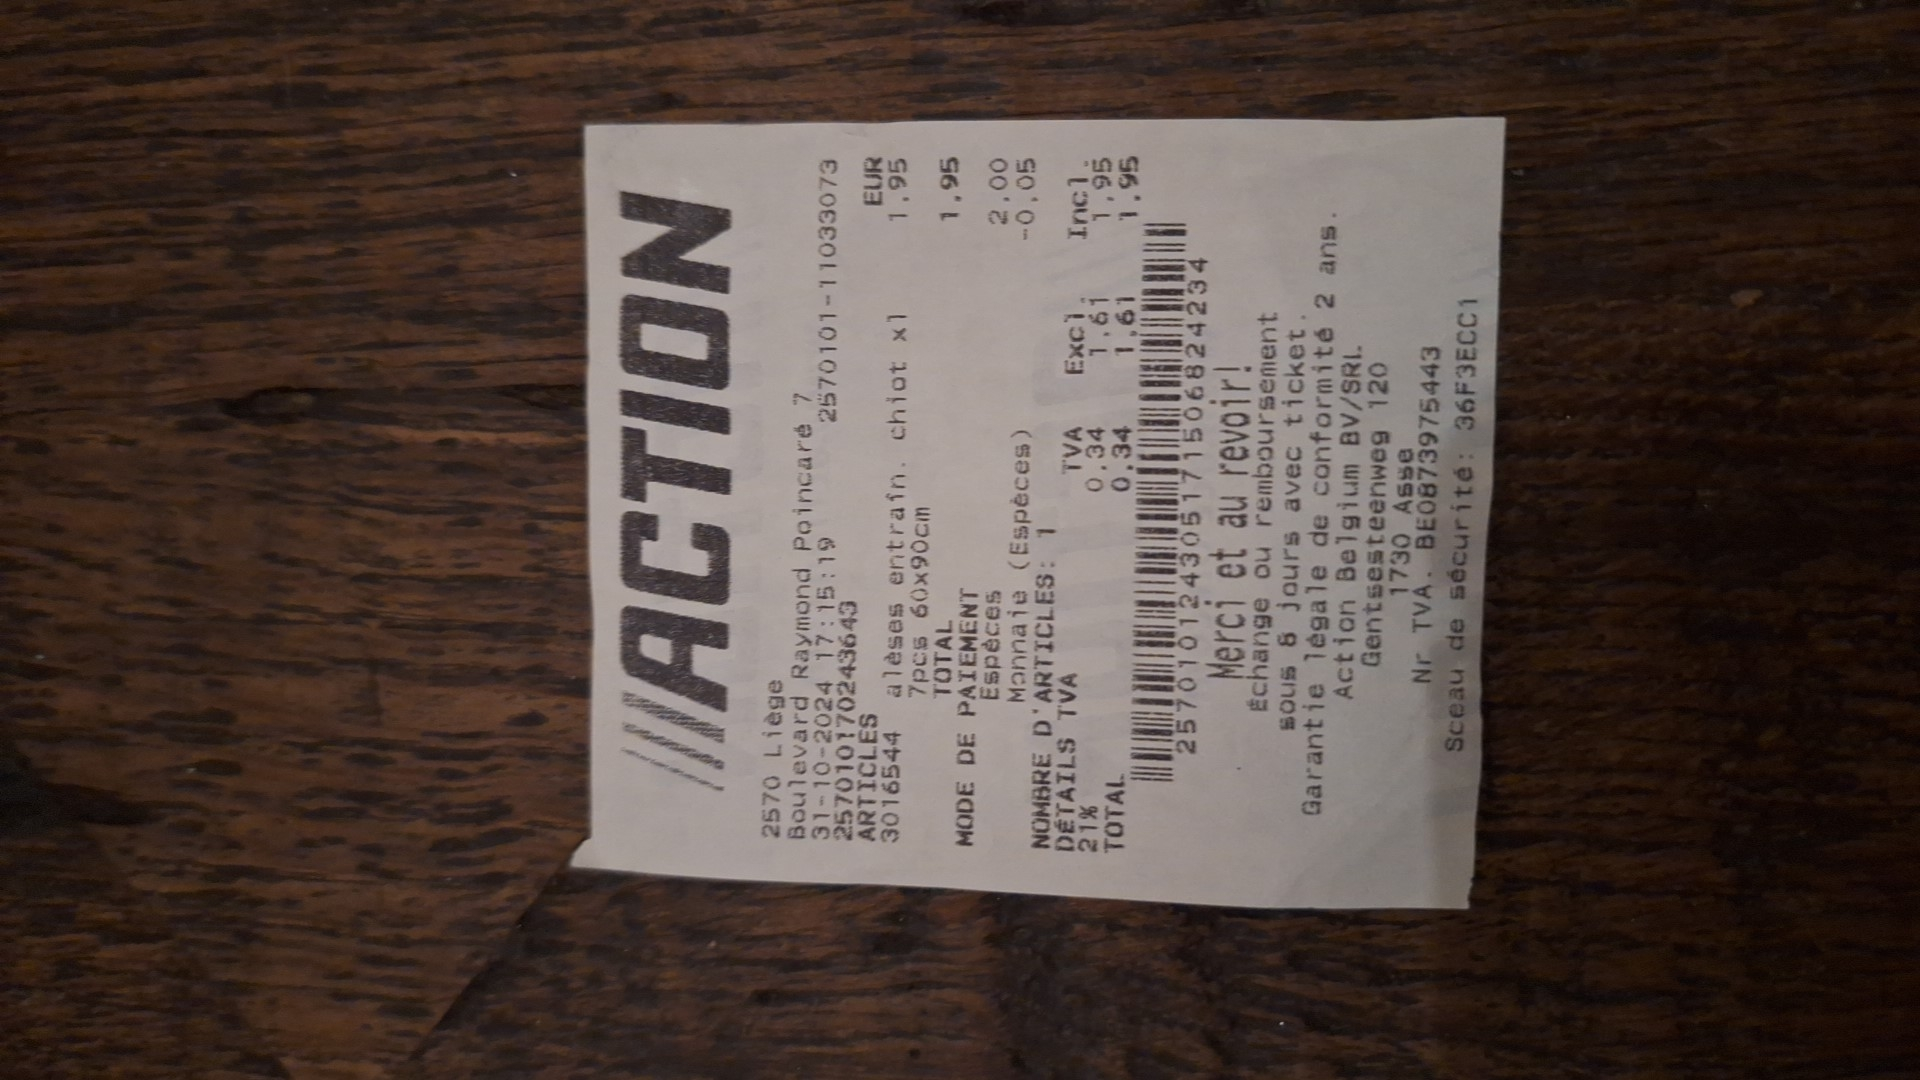 ///ACTION
2570 Liège
Boulevard Raymond Poincaré 7
31-10-2024 17:15:19 2570101-11033073
257010170243643
ARTICLES EUR
3016544 alèses entraîn. chiot x1 1,95
7pcs 60x90cm
TOTAL 1,95
MODE DE PAIEMENT
Espèces 2,00
Monnaie (Espèces) -0,05
NOMBRE D'ARTICLES: 1
DÉTAILS TVA TVA Excl. Incl.
21% 0,34 1,61 1,95
TOTAL 0,34 1,61 1,95
257010124305171506824234
Merci et au revoir!
Échange ou remboursement
sous 8 jours avec ticket.
Garantie légale de conformité 2 ans.
Action Belgium BV/SRL
Gentsesteenweg 120
1730 Asse
Nr TVA. BE0873975443
Sceau de sécurité: 36F3ECC1